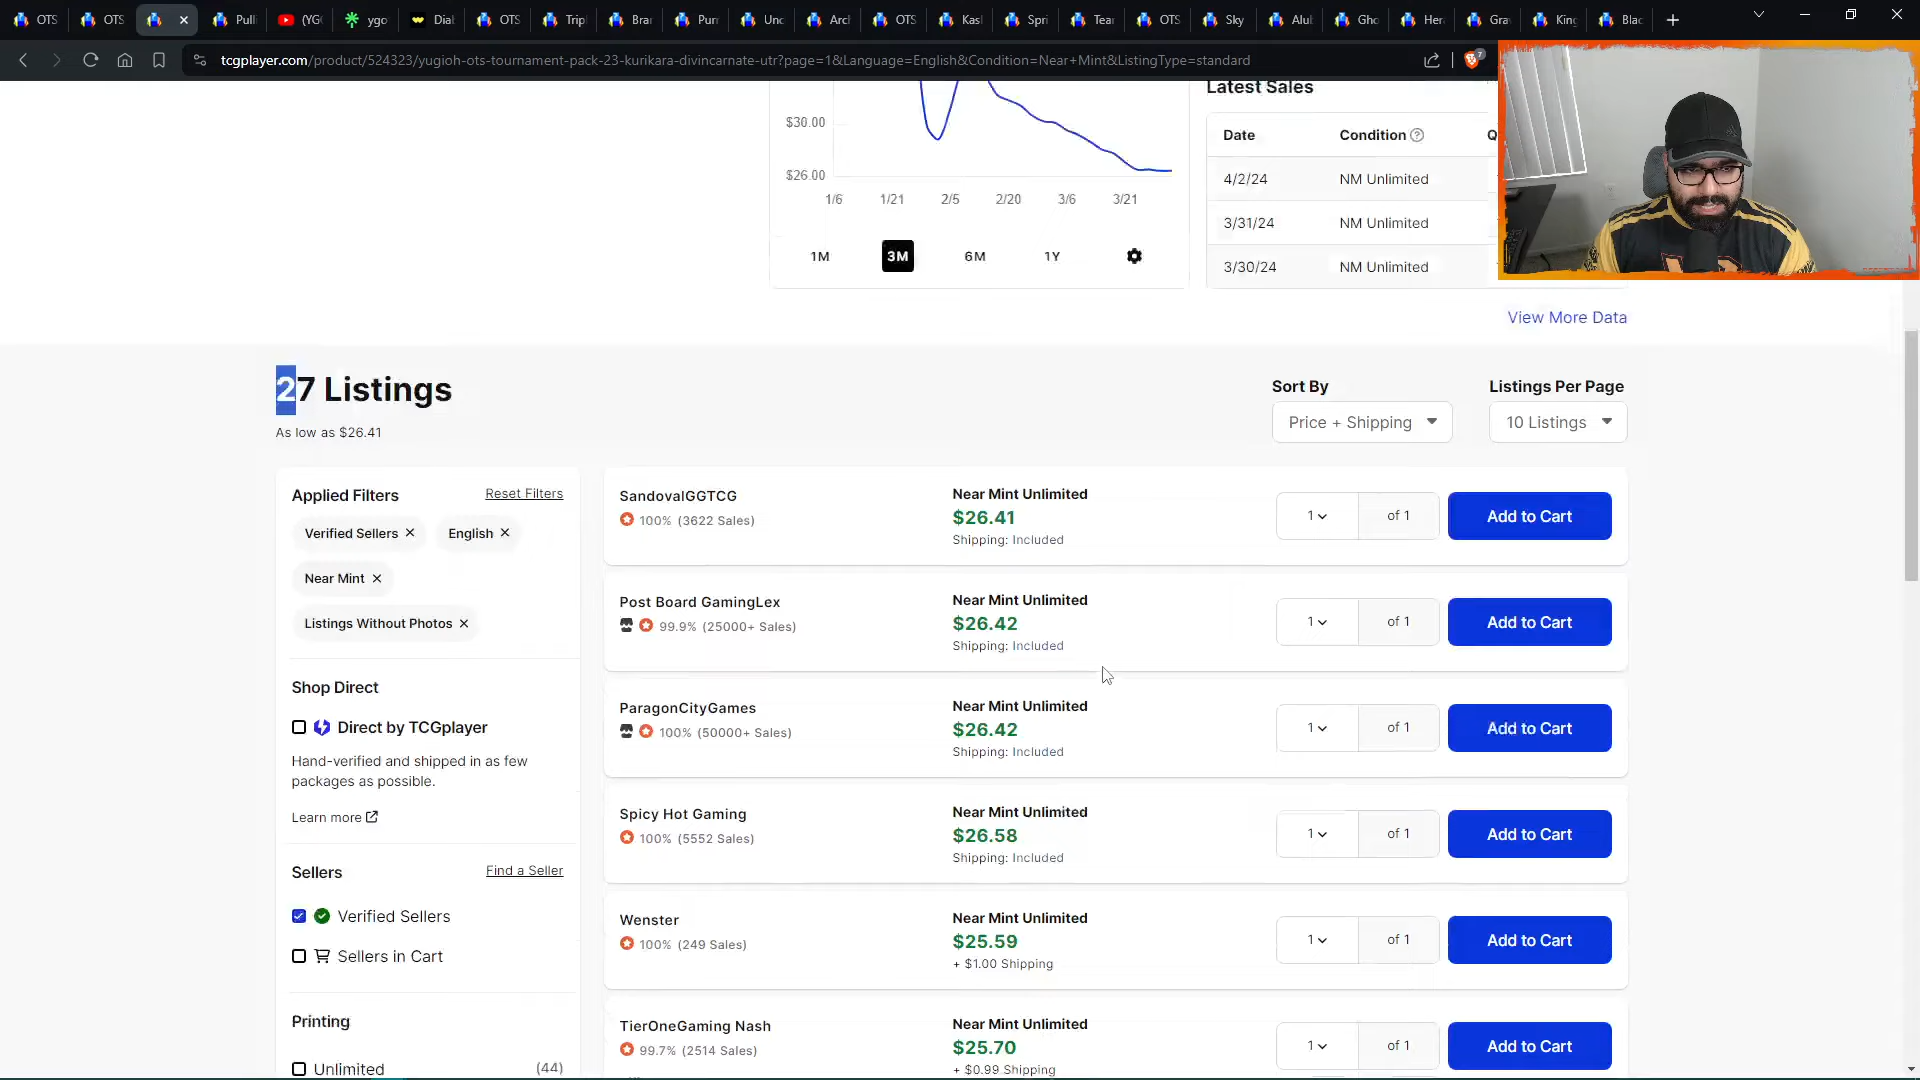 OTS
OTS
Pulli
(YG
ygo
Dial
OTS
Trip
Bra
Unc
Arch
OTS
Kas
Spri
Tea
OTS
Sky
Gho
Her
Gra
King
Blac
tcgplayer.com/product/524323/yugioh-ots-tournament-pack-23-kurikara-divincarnate-utr?page=1&Language=English&Condition=Near+Mint&ListingType=standard
7
$30.00
$26.00
1/6 1/21 2/5 2/20 3/6 3/21
1M 3M 6M 1Y
Latest Sales
Date Condition Q
4/2/24 NM Unlimited
3/31/24 NM Unlimited
3/30/24 NM Unlimited
View More Data
27 Listings
As low as $26.41
Sort By
Price + Shipping
Listings Per Page
10 Listings
Applied Filters Reset Filters
Verified Sellers
English
Near Mint
Listings Without Photos
Shop Direct
Direct by TCGplayer
Hand-verified and shipped in as few
packages as possible.
Learn more
Sellers Find a Seller
Verified Sellers
Sellers in Cart
Printing
Unlimited (44)
SandovalGGTCG
100% (3622 Sales)
Near Mint Unlimited
$26.41
Shipping: Included
1 of 1
Add to Cart
Post Board GamingLex
99.9% (25000+ Sales)
Near Mint Unlimited
$26.42
Shipping: Included
1 of 1
Add to Cart
ParagonCityGames
100% (50000+ Sales)
Near Mint Unlimited
$26.42
Shipping: Included
1 of 1
Add to Cart
Spicy Hot Gaming
100% (5552 Sales)
Near Mint Unlimited
$26.58
Shipping: Included
1 of 1
Add to Cart
Wenster
100% (249 Sales)
Near Mint Unlimited
$25.59
+ $1.00 Shipping
1 of 1
Add to Cart
TierOneGaming Nash
99.7% (2514 Sales)
Near Mint Unlimited
$25.70
+ $0.99 Shipping
1 of 1
Add to Cart